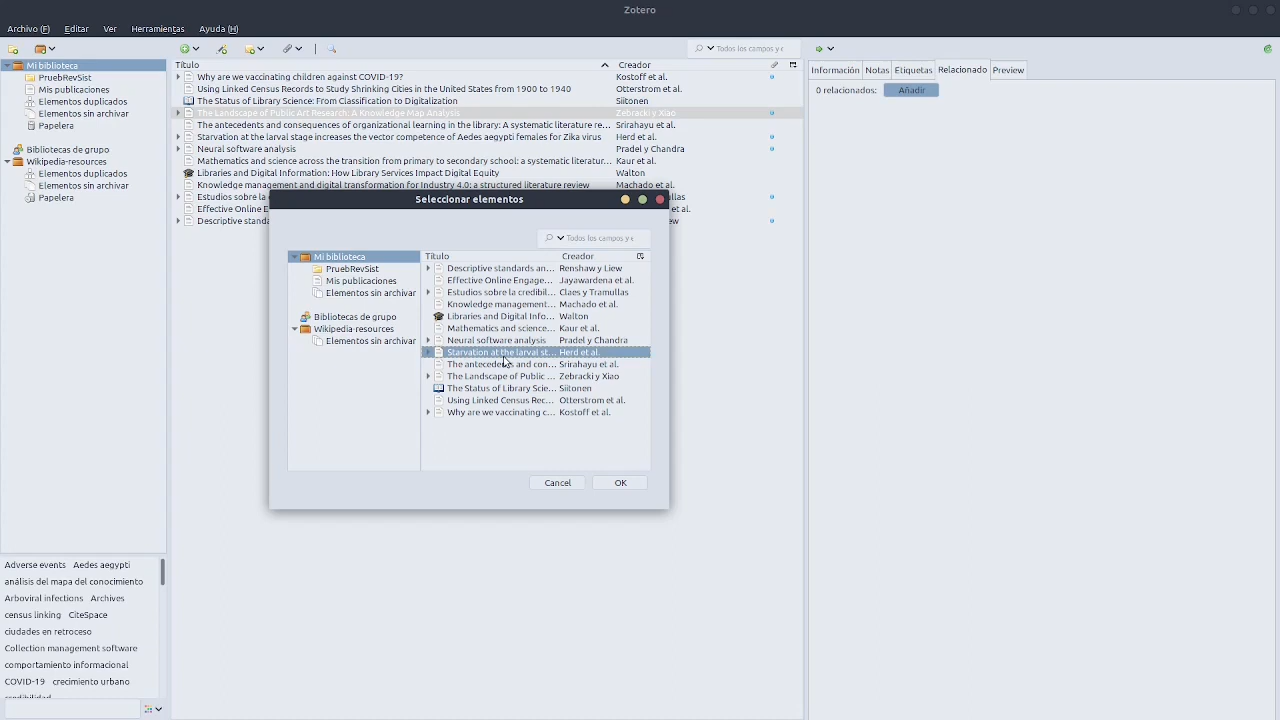 Zotero
Archivo (F) Editar Ver Herramientas Ayuda (H)
Todos los campos y e
Título Creador
Mi biblioteca
PruebRevSist
Mis publicaciones
Elementos duplicados
Elementos sin archivar
Papelera
Bibliotecas de grupo
Wikipedia-resources
Elementos duplicados
Elementos sin archivar
Papelera
Why are we vaccinating children against COVID-19? Kostoff et al.
Using Linked Census Records to Study Shrinking Cities in the United States from 1900 to 1940 Otterstrom et al.
The Status of Library Science: From Classification to Digitalization Siitonen
The Landscape of Public Art Research: A Knowledge Map Analysis Zebracki y Xiao
The antecedents and consequences of organizational learning in the library: A systematic literature re... Srirahayu et al.
Starvation at the larval stage increases the vector competence of Aedes aegypti females for Zika virus Herd et al.
Neural software analysis Pradel y Chandra
Mathematics and science across the transition from primary to secondary school: a systematic literatur... Kaur et al.
Libraries and Digital Information: How Library Services Impact Digital Equity Walton
Knowledge management and digital transformation for Industry 4.0: a structured literature review Machado et al.
Estudios sobre la
Effective Online E et al.
Descriptive standa
Información Notas Etiquetas Relacionado Preview
0 relacionados: Añadir
Seleccionar elementos
Todos los campos y e
Mi biblioteca
PruebRevSist
Mis publicaciones
Elementos sin archivar
Bibliotecas de grupo
Wikipedia-resources
Elementos sin archivar
Título Creador
Descriptive standards an... Renshaw y Liew
Effective Online Engage... Jayawardena et al.
Estudios sobre la credibil... Claes y Tramullas
Knowledge management... Machado et al.
Libraries and Digital Info... Walton
Mathematics and science... Kaur et al.
Neural software analysis Pradel y Chandra
Starvation at the larval st... Herd et al.
The antecedents and con... Srirahayu et al.
The Landscape of Public ... Zebracki y Xiao
The Status of Library Scie... Siitonen
Using Linked Census Rec... Otterstrom et al.
Why are we vaccinating c... Kostoff et al.
Cancel OK
Adverse events Aedes aegypti
análisis del mapa del conocimiento
Arboviral infections Archives
census linking CiteSpace
ciudades en retroceso
Collection management software
comportamiento informacional
COVID-19 crecimiento urbano
credibilidad